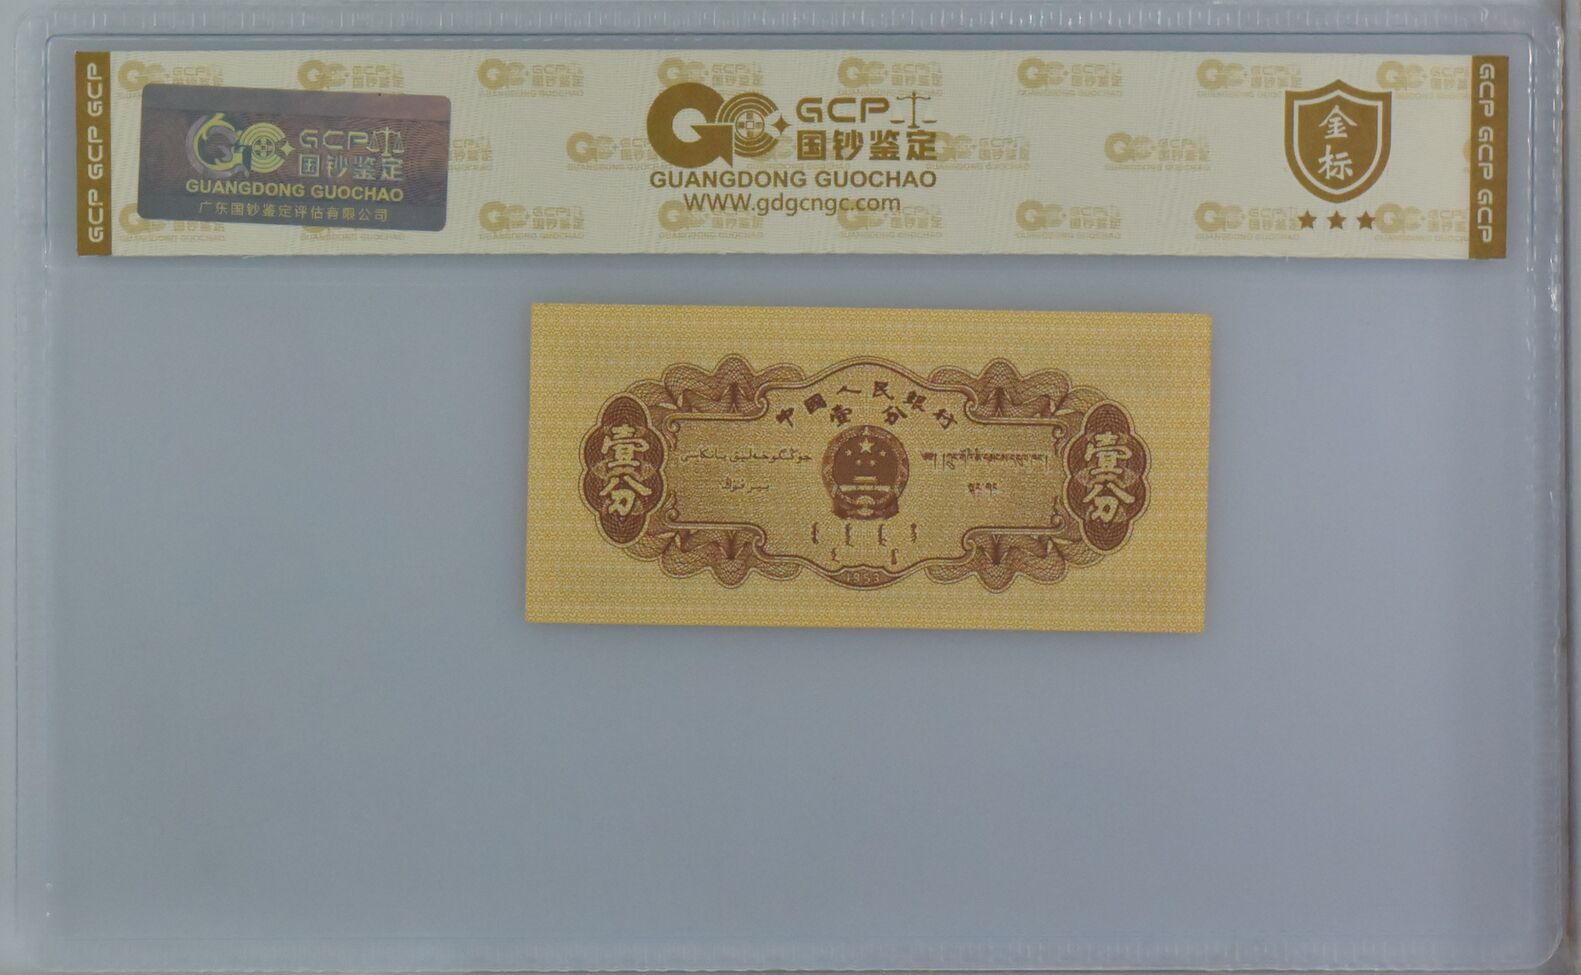 GCP GCP GCP
GCP
国钞鉴定
GUANGDONG GUOCHAO
广东国钞鉴定评估有限公司
GCP
国钞鉴定
GUANGDONG GUOCHAO
WWW.gdgcngc.com
金标
GCP GCP GCP
中国人民银行
壹分
壹分
壹分
1953